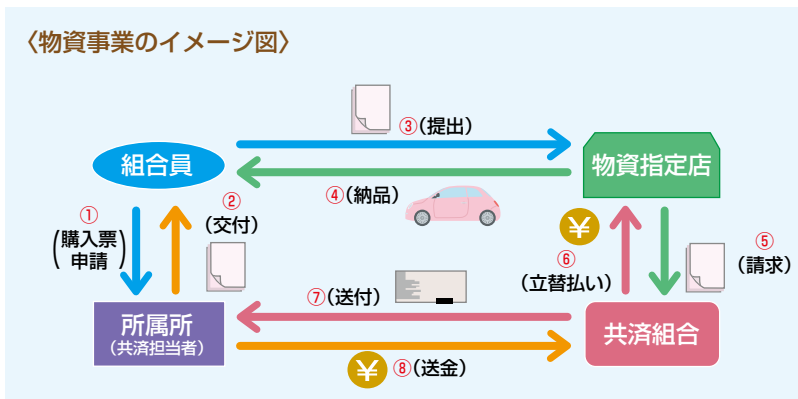 〈物資事業のイメージ図〉
③(提出)
組合員
物資指定店
④(納品)
①
(購入票
申請)
②
(交付)
¥
⑤
(請求)
⑥
(立替払い)
⑦(送付)
所属所
(共済担当者)
共済組合
¥
⑧(送金)